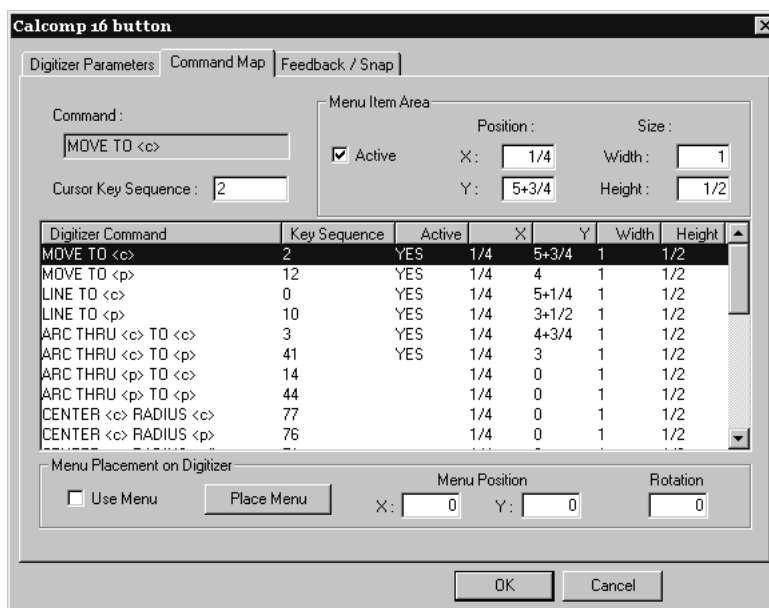 Calcomp 16 button
Digitizer Parameters Command Map Feedback / Snap
Command :
MOVE TO <c>
Cursor Key Sequence : 2
Menu Item Area
Position : Size :
Active X : 1/4 Width : 1
Y : 5+3/4 Height : 1/2
Digitizer Command Key Sequence Active X Y Width Height
MOVE TO <c> 2 YES 1/4 5+3/4 1 1/2
MOVE TO <p> 12 YES 1/4 4 1 1/2
LINE TO <c> 0 YES 1/4 5+1/4 1 1/2
LINE TO <p> 10 YES 1/4 3+1/2 1 1/2
ARC THRU <c> TO <c> 3 YES 1/4 4+3/4 1 1/2
ARC THRU <c> TO <p> 41 YES 1/4 3 1 1/2
ARC THRU <p> TO <c> 14 1/4 0 1 1/2
ARC THRU <p> TO <p> 44 1/4 0 1 1/2
CENTER <c> RADIUS <c> 77 1/4 0 1 1/2
CENTER <c> RADIUS <p> 76 1/4 0 1 1/2
Menu Placement on Digitizer
Use Menu Place Menu
Menu Position Rotation
X : 0 Y : 0 0
OK Cancel